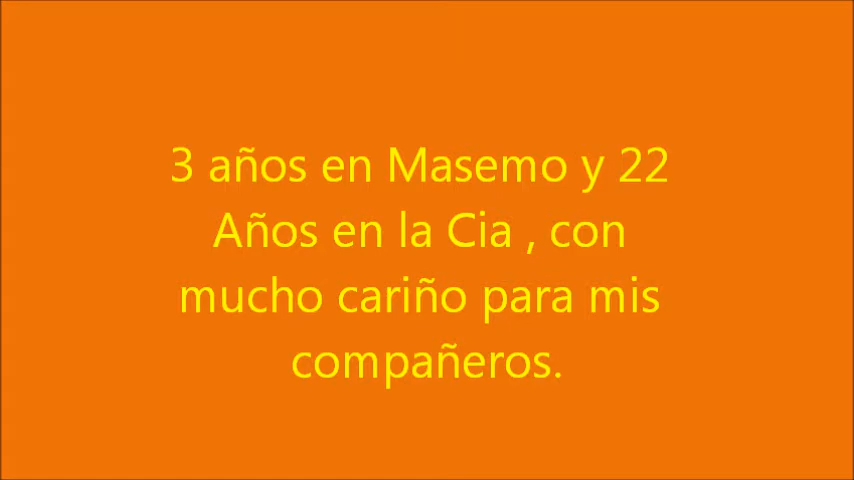 3 años en Masemo y 22
Años en la Cia , con
mucho cariño para mis
compañeros.